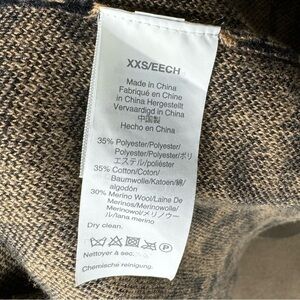 XXS/EECH
Made in China
Fabriqué en Chine
in China Hergestellt
Vervaardigd in China
中国製
Hecho en China
35% Polyester/Polyester/
Polyester/Polyester/ポリ
エステル/poliéster
35% Cotton/Coton/
Baumwolle/Katoen/綿/
algodón
30% Merino Wool/Laine De
Merinos/Merinowolle/
Merinowol/メリノウー
ル/lana merino
Dry clean.
Nettoyer à sec.
Chemische reinigung.